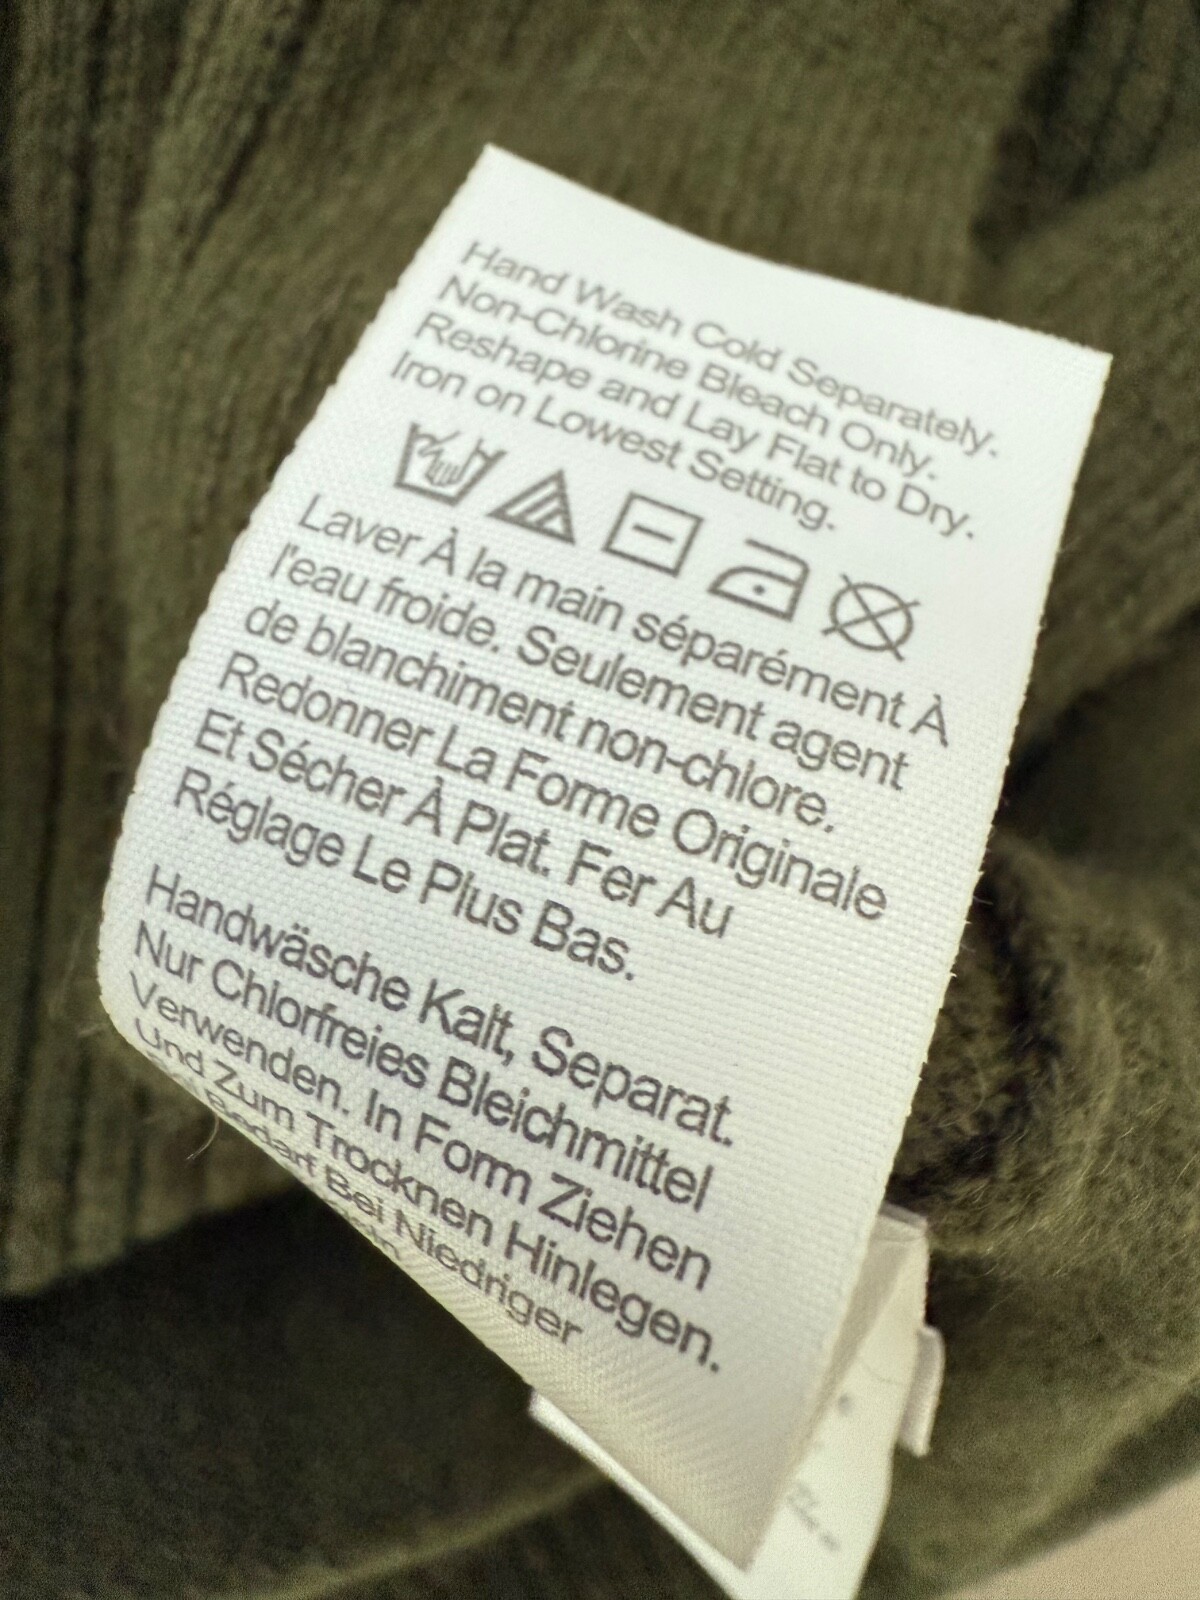 Hand Wash Cold Separately.
Non-Chlorine Bleach Only.
Reshape and Lay Flat to Dry.
Iron on Lowest Setting.
Laver À la main séparément À
l'eau froide. Seulement agent
de blanchiment non-chlore.
Redonner La Forme Originale
Et Sécher À Plat. Fer Au
Réglage Le Plus Bas.
Handwäsche Kalt, Separat.
Nur Chlorfreies Bleichmittel
Verwenden. In Form Ziehen
Und Zum Trocknen Hinlegen.
Bedarf Bei Niedriger